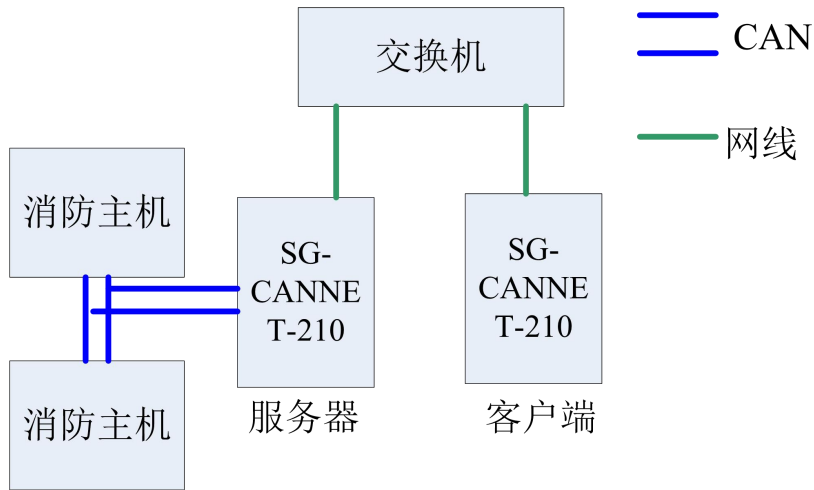 交换机
CAN
网线
消防主机
SG-
CANNE
T-210
SG-
CANNE
T-210
消防主机
服务器
客户端